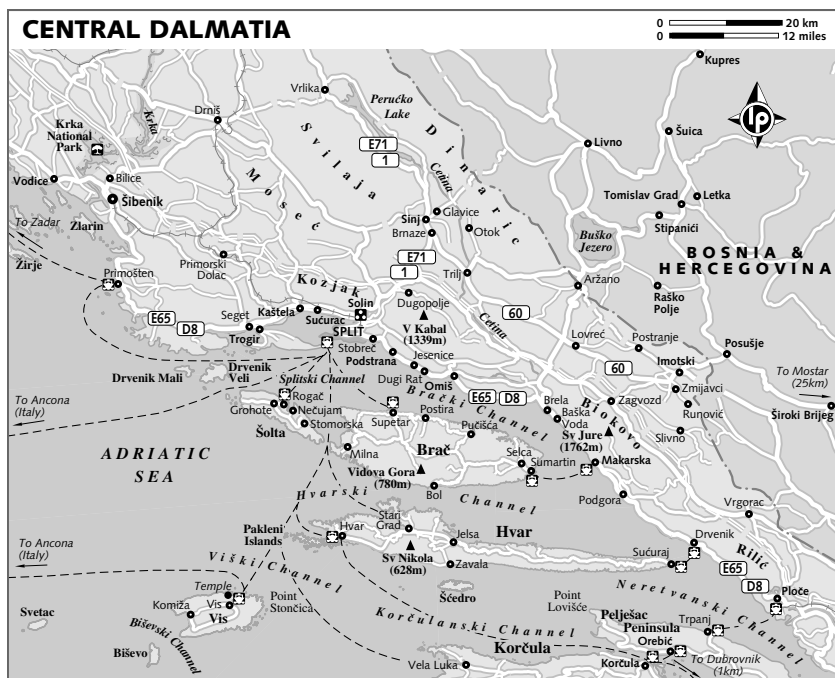 CENTRAL DALMATIA
0 20 km
0 12 miles
Kupres
Vrlika
Perućko
Lake
Drniš
Krka
Krka
National
Park
E71
1
Dinaric
Svilaja
Moseć
Livno
Šuica
lp
Vodice
Bilice
Šibenik
Cetina
Tomislav Grad
Letka
Stipanići
Sinj
Glavice
Brnaze
Otok
Zlarin
To Zadar
Žirje
Buško
Jezero
BOSNIA &
HERCEGOVINA
Primorski
Dolac
Primošten
E71
1
Trilj
Kozjak
Aržano
Raško
Polje
Dugopolje
Solin
Kaštela
Sućurac
E65
D8
Seget
Trogir
SPLIT
V Kabal
(1339m)
Cetina
60
Lovreć
Postranje
Posušje
Stobreč
Podstrana
Jesenice
Dugi Rat
Omiš
60
Imotski
Drvenik Mali
Drvenik
Veli
Splitski Channel
E65
D8
Zmijavci
Zagvozd
Runović
To Mostar
(25km)
Široki Brijeg
Rogač
Grohote
Nečujam
Stomorska
Šolta
Brački Channel
Brela
Baška
Voda
Biokovo
To Ancona
(Italy)
Supetar
Postira
Pučišća
Sv Jure
(1762m)
Slivno
ADRIATIC
SEA
Milna
Brač
Selca
Sumartin
Makarska
Vidova Gora
(780m)
Bol
Podgora
Hvarski Channel
Vrgorac
Stari
Grad
Pakleni
Islands
Hvar
Jelsa
Hvar
Drvenik
Rilić
To Ancona
(Italy)
Viški Channel
Sv Nikola
(628m)
Zavala
Sućuraj
E65
D8
Šćedro
Neretvanski Channel
Ploče
Temple
Komiža
Vis
Vis
Point
Stončica
Point
Lovišće
Pelješac
Peninsula
Trpanj
Svetac
Biševski Channel
Biševo
Korčulanski Channel
Orebić
Korčula
Vela Luka
Korčula
To Dubrovnik
(1km)